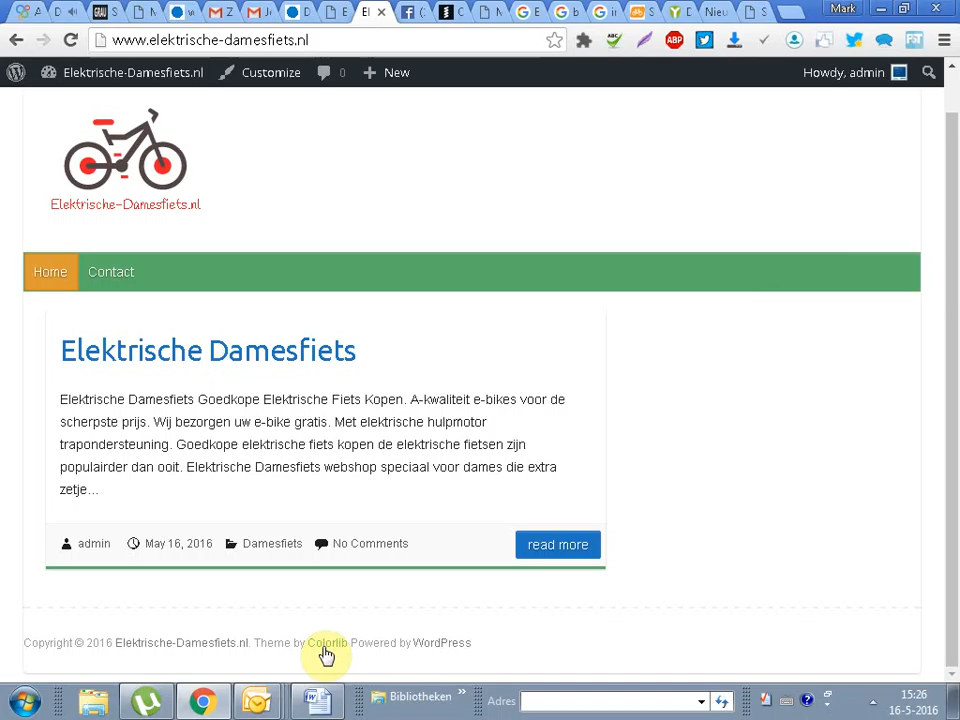 Mark
www.elektrische-damesfiets.nl
Elektrische-Damesfiets.nl Customize 0 New Howdy, admin
Elektrische-Damesfiets.nl
Home Contact
Elektrische Damesfiets
Elektrische Damesfiets Goedkope Elektrische Fiets Kopen. A-kwaliteit e-bikes voor de
scherpste prijs. Wij bezorgen uw e-bike gratis. Met elektrische hulpmotor
trapondersteuning. Goedkope elektrische fiets kopen de elektrische fietsen zijn
populairder dan ooit. Elektrische Damesfiets webshop speciaal voor dames die extra
zetje...
admin May 16, 2016 Damesfiets No Comments read more
Copyright © 2016 Elektrische-Damesfiets.nl. Theme by Colorlib Powered by WordPress
Bibliotheken » Adres 15:26
16-5-2016